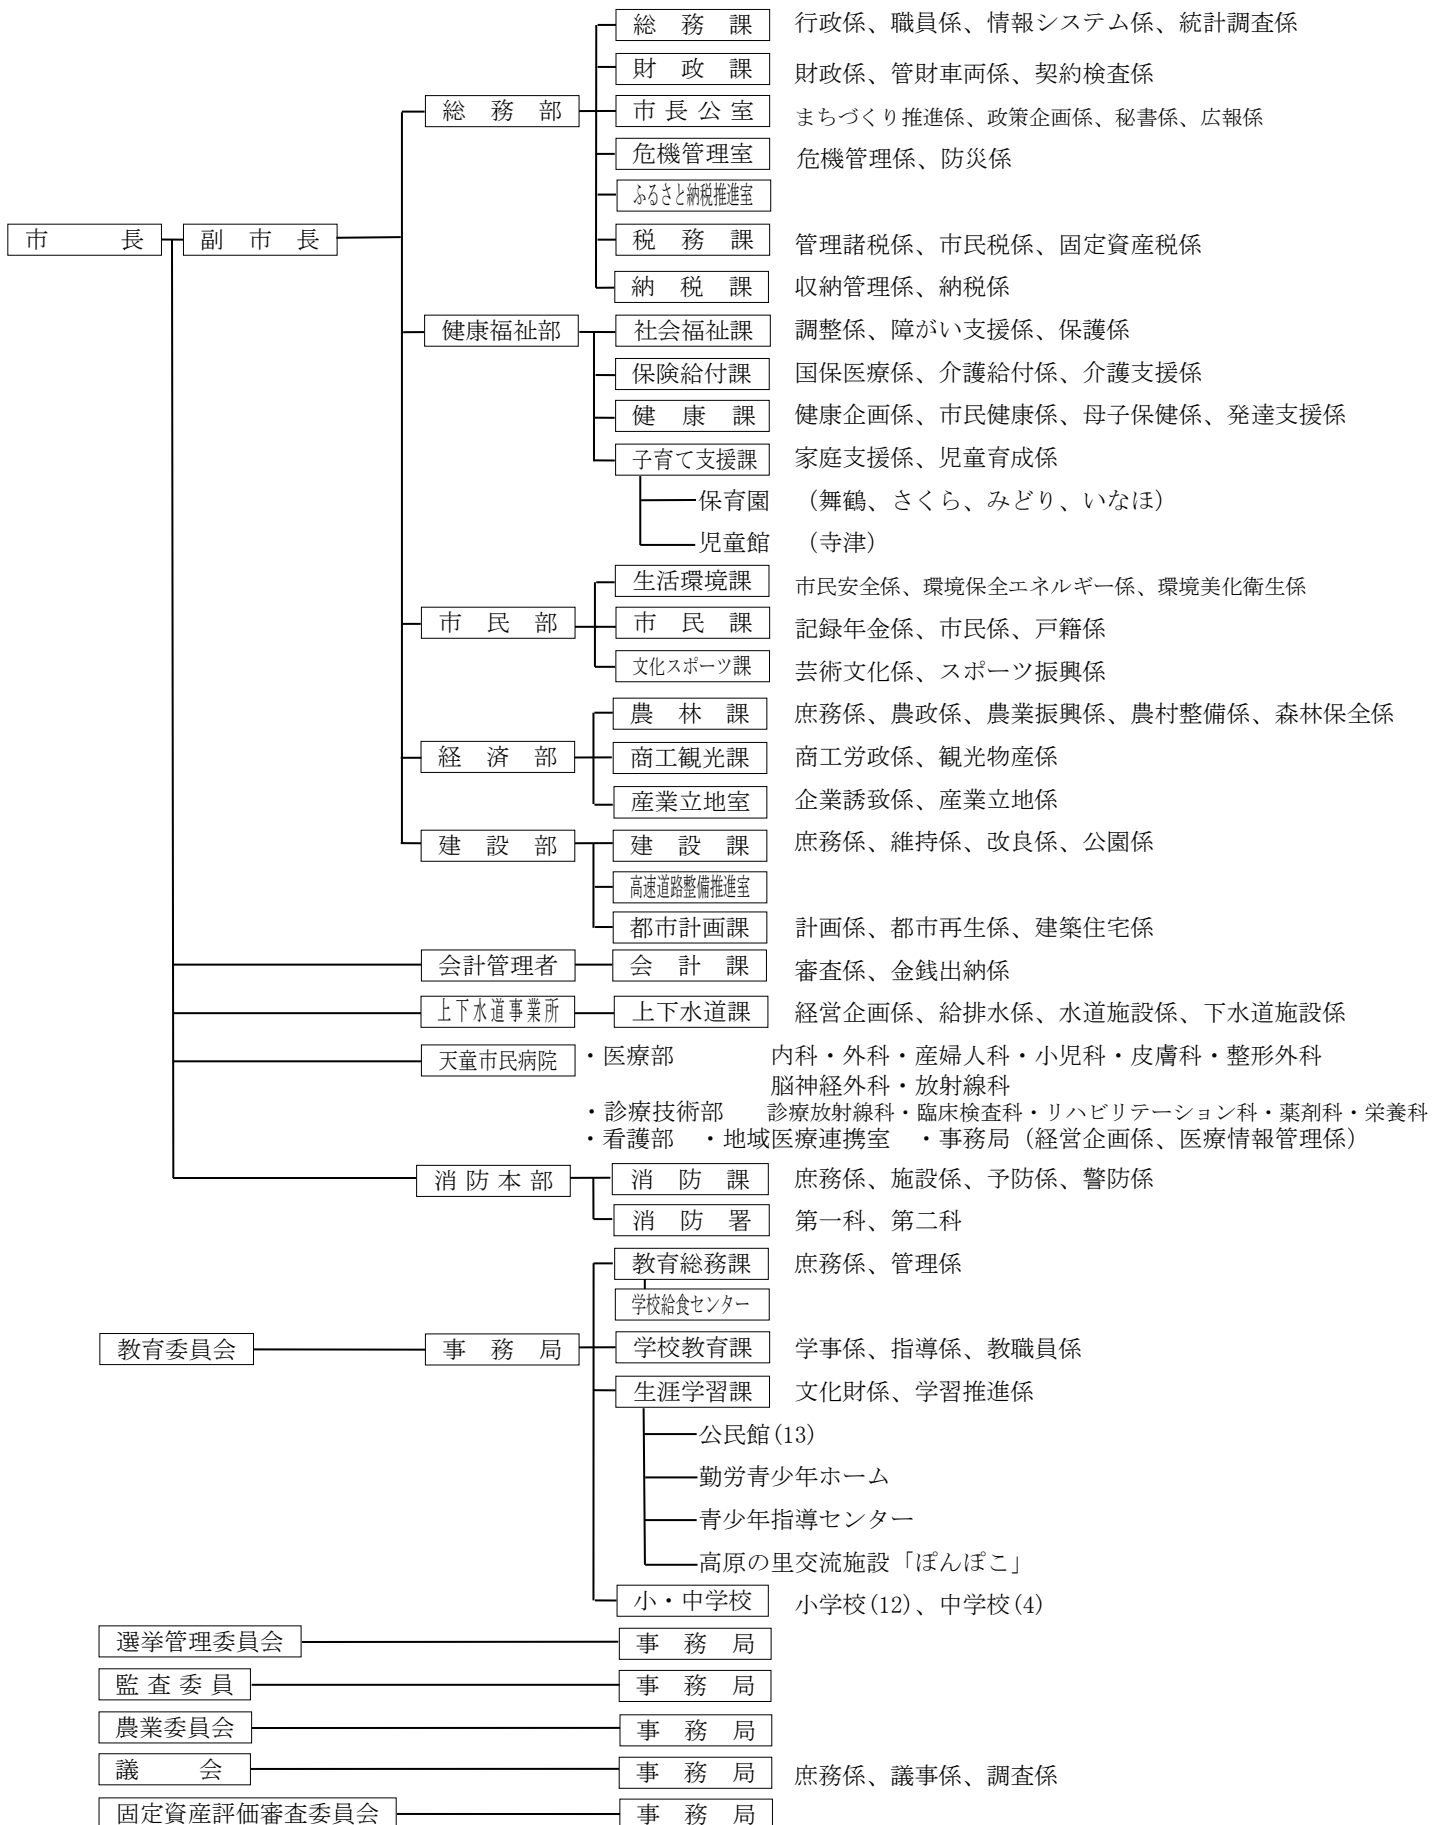 総務課 行政係、職員係、情報システム係、統計調査係
財政課 財政係、管財車両係、契約検査係
総務部 市長公室 まちづくり推進係、政策企画係、秘書係、広報係
危機管理室 危機管理係、防災係
ふるさと納税推進室
市長 副市長 税務課 管理諸税係、市民税係、固定資産税係
納税課 収納管理係、納税係
健康福祉部 社会福祉課 調整係、障がい支援係、保護係
保険給付課 国保医療係、介護給付係、介護支援係
健康課 健康企画係、市民健康係、母子保健係、発達支援係
子育て支援課 家庭支援係、児童育成係
保育園 （舞鶴、さくら、みどり、いなほ）
児童館 （寺津）
生活環境課 市民安全係、環境保全エネルギー係、環境美化衛生係
市民部 市民課 記録年金係、市民係、戸籍係
文化スポーツ課 芸術文化係、スポーツ振興係
農林課 庶務係、農政係、農業振興係、農村整備係、森林保全係
経済部 商工観光課 商工労政係、観光物産係
産業立地室 企業誘致係、産業立地係
建設部 建設課 庶務係、維持係、改良係、公園係
高速道路整備推進室
都市計画課 計画係、都市再生係、建築住宅係
会計管理者 会計課 審査係、金銭出納係
上下水道事業所 上下水道課 経営企画係、給排水係、水道施設係、下水道施設係
天童市民病院 ・医療部 内科・外科・産婦人科・小児科・皮膚科・整形外科
脳神経外科・放射線科
・診療技術部 診療放射線科・臨床検査科・リハビリテーション科・薬剤科・栄養科
・看護部 ・地域医療連携室 ・事務局（経営企画係、医療情報管理係）
消防本部 消防課 庶務係、施設係、予防係、警防係
消防署 第一科、第二科
教育総務課 庶務係、管理係
学校給食センター
教育委員会 事務局 学校教育課 学事係、指導係、教職員係
生涯学習課 文化財係、学習推進係
公民館(13)
勤労青少年ホーム
青少年指導センター
高原の里交流施設「ぽんぽこ」
小・中学校 小学校(12)、中学校(4)
選挙管理委員会 事務局
監査委員 事務局
農業委員会 事務局
議会 事務局 庶務係、議事係、調査係
固定資産評価審査委員会 事務局